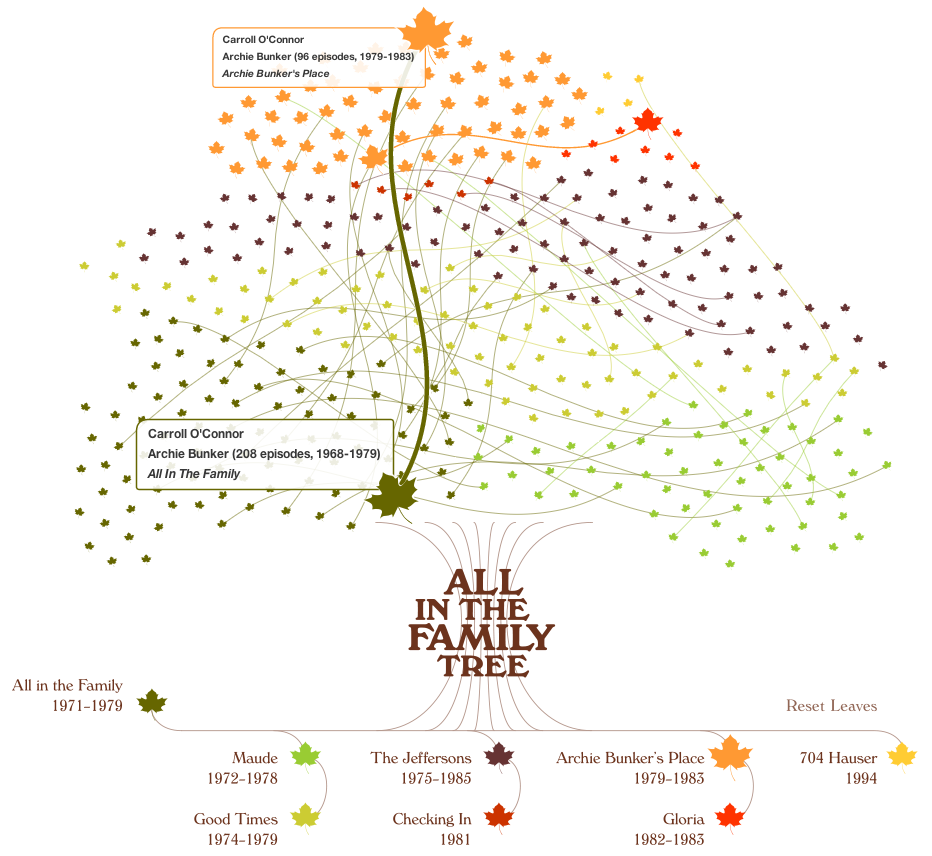 Carroll O'Connor
Archie Bunker (96 episodes, 1979-1983)
Archie Bunker's Place
Carroll O'Connor
Archie Bunker (208 episodes, 1968-1979)
All In The Family
ALL
IN THE
FAMILY
TREE
All in the Family
1971-1979
Reset Leaves
Maude
1972-1978
The Jeffersons
1975-1985
Archie Bunker's Place
1979-1983
704 Hauser
1994
Good Times
1974-1979
Checking In
1981
Gloria
1982-1983